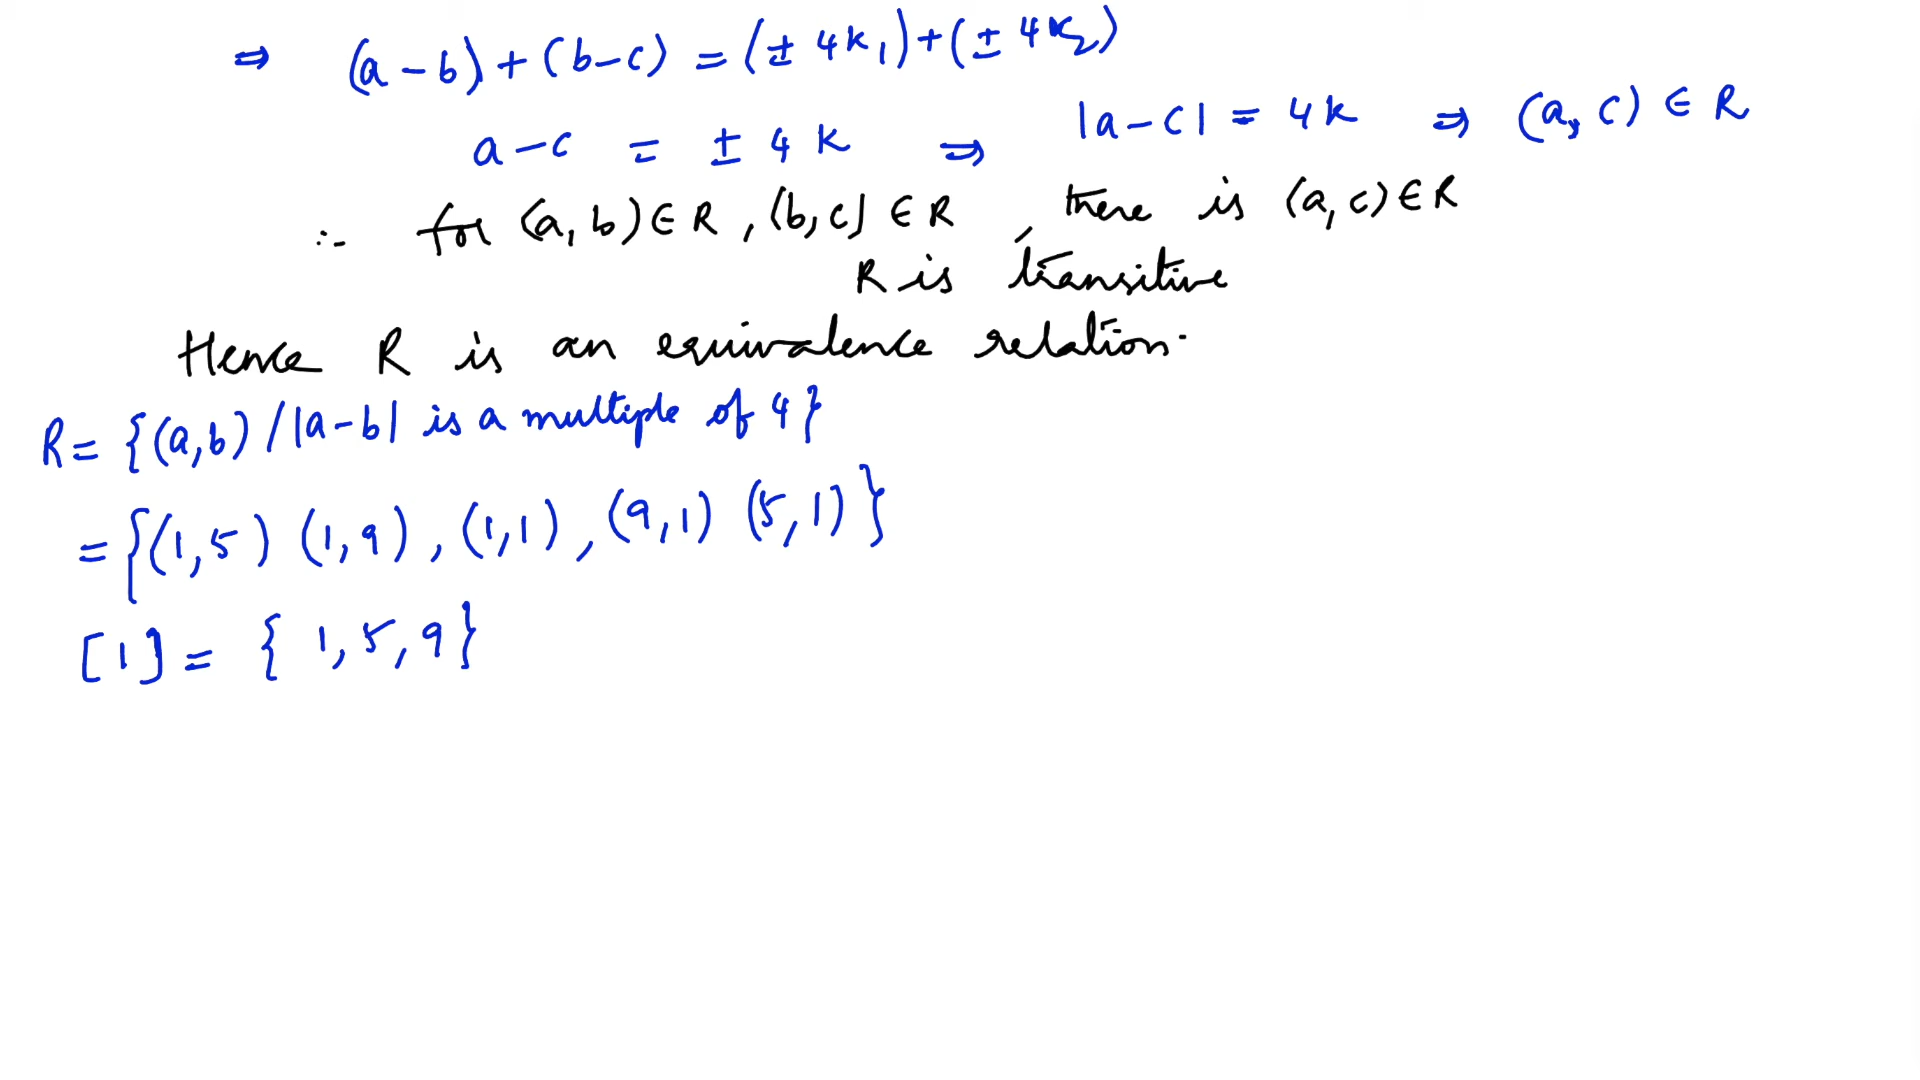 ⇒ (a-b)+(b-c) = (± 4k₁)+(± 4k₂)
a-c = ± 4k ⇒ |a-c| = 4k ⇒ (a, c) ∈ R
∴ for (a, b) ∈ R, (b, c) ∈ R, there is (a, c) ∈ R
R is transitive
Hence R is an equivalence relation.
R = {(a,b) / |a-b| is a multiple of 4}
= {(1,5) (1,9), (1,1), (9,1) (5,1)}
[1] = { 1, 5, 9}